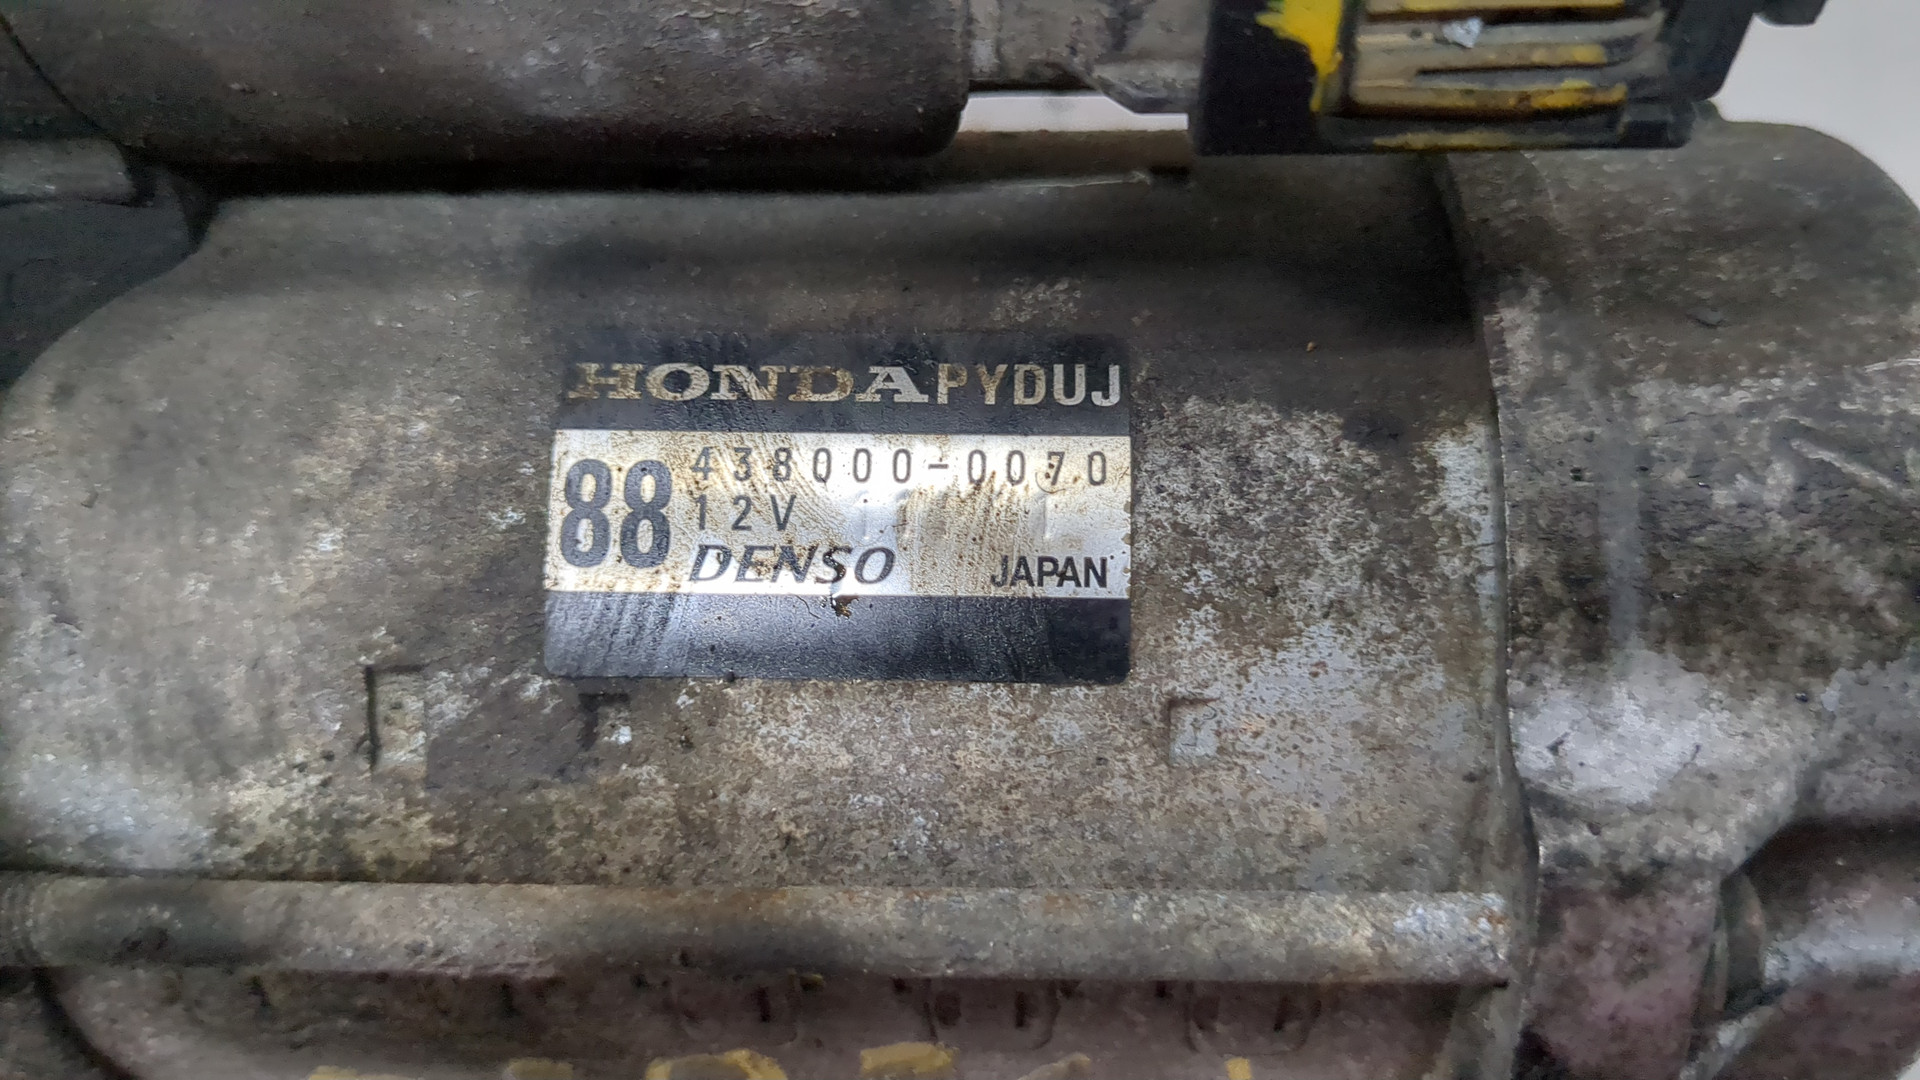 HONDA PYDUJ
88 438000-0070
12V
DENSO JAPAN